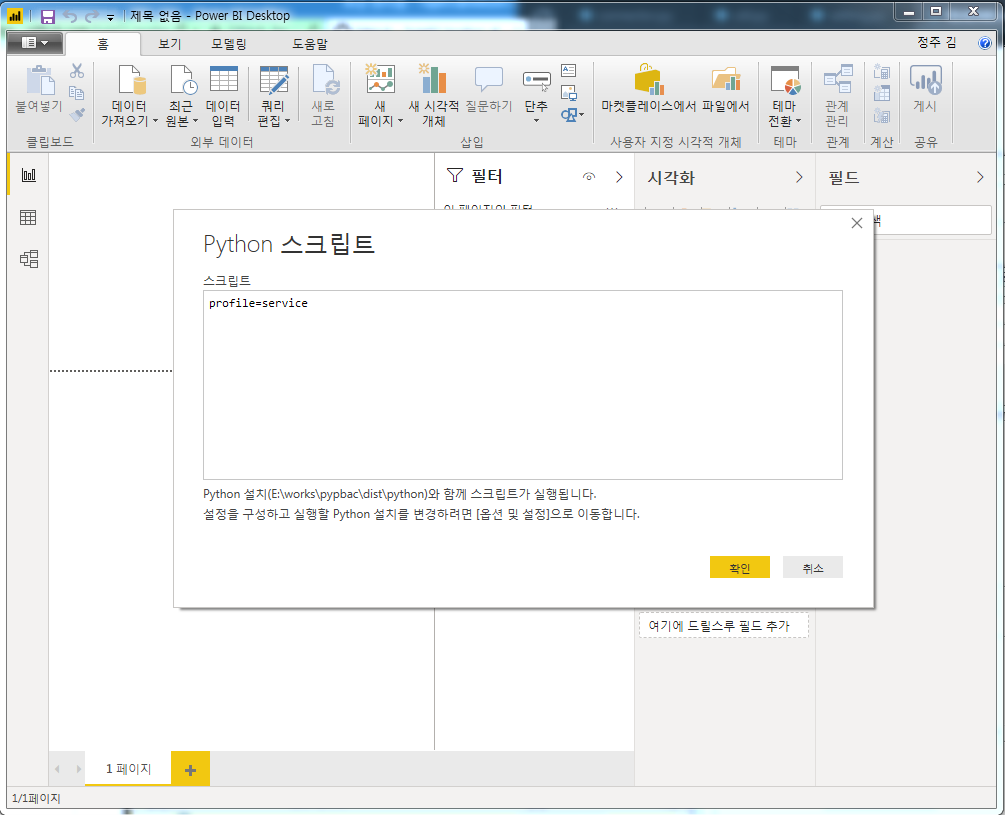 제목 없음 - Power BI Desktop
홈 보기 모델링 도움말 정주 김
붙여넣기
데이터 가져오기
최근 원본
데이터 입력
쿼리 편집
새로 고침
새 페이지
새 시각적 개체
질문하기
단추
마켓플레이스에서
파일에서
테마 전환
관계 관리
게시
클립보드 외부 데이터 삽입 사용자 지정 시각적 개체 테마 관계 계산 공유
필터 시각화 필드
Python 스크립트
스크립트
profile=service
Python 설치(E:\works\pypbac\dist\python)와 함께 스크립트가 실행됩니다.
설정을 구성하고 실행할 Python 설치를 변경하려면 [옵션 및 설정]으로 이동합니다.
확인 취소
여기에 드릴스루 필드 추가
1 페이지
1/1페이지